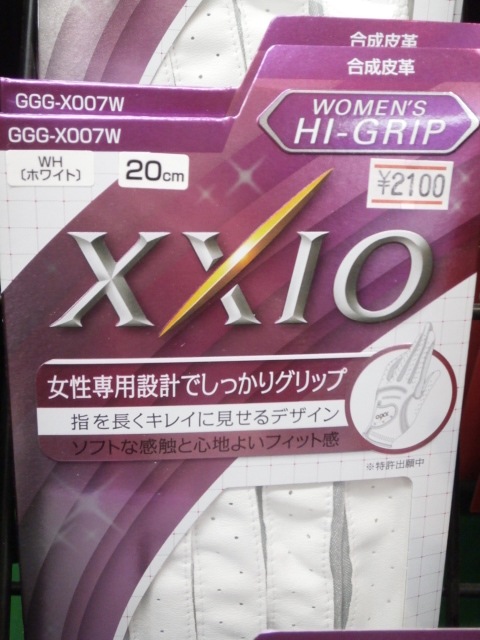 合成皮革
合成皮革
GGG-X007W
GGG-X007W
WOMEN'S
HI-GRIP
WH
〔ホワイト〕
20cm
¥2100
XXIO
女性専用設計でしっかりグリップ
指を長くキレイに見せるデザイン
ソフトな感触と心地よいフィット感
XXIO
※特許出願中